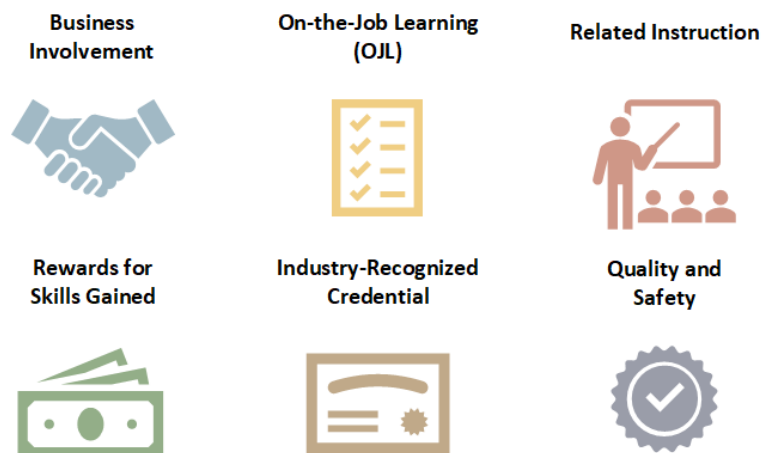 Business
Involvement
On-the-Job Learning
(OJL)
Related Instruction
Rewards for
Skills Gained
Industry-Recognized
Credential
Quality and
Safety